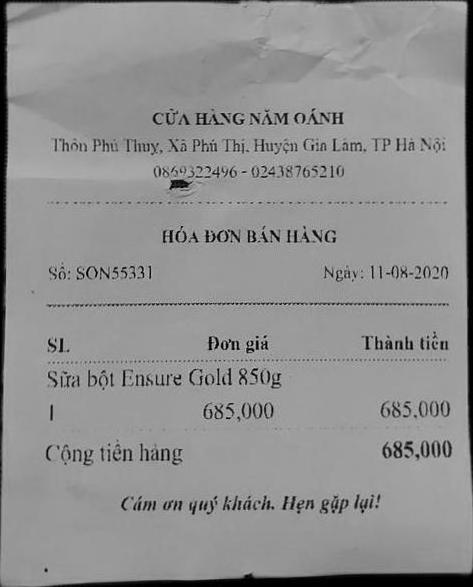 CỬA HÀNG NĂM OÁNH
Thôn Phú Thụy, Xã Phú Thị, Huyện Gia Lâm, TP Hà Nội
0869322496 - 02438765210
HÓA ĐƠN BÁN HÀNG
Số: SON55331 Ngày: 11-08-2020
SL Đơn giá Thành tiền
Sữa bột Ensure Gold 850g
1 685,000 685,000
Cộng tiền hàng 685,000
Cám ơn quý khách. Hẹn gặp lại!